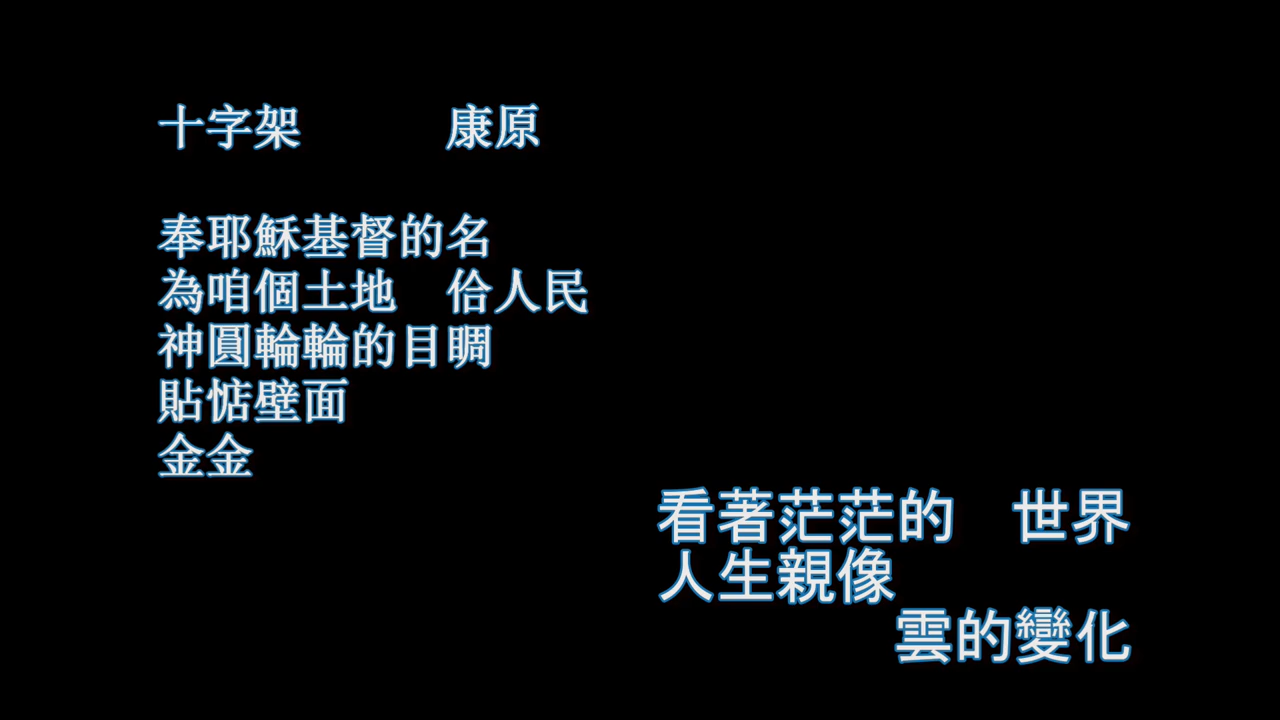 十字架　　　康原
奉耶穌基督的名
為咱個土地　佮人民
神圓輪輪的目睭
貼惦壁面
金金
看著茫茫的　世界
人生親像
雲的變化